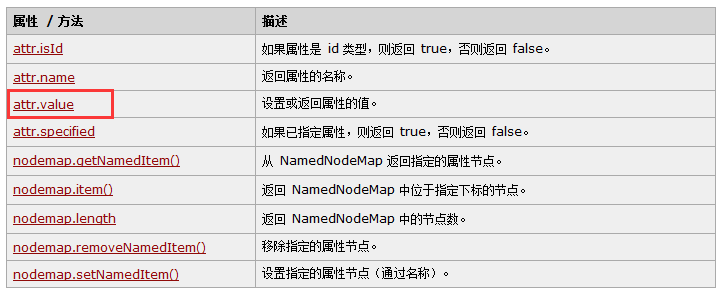 属性 / 方法 描述
attr.isId 如果属性是 id 类型，则返回 true，否则返回 false。
attr.name 返回属性的名称。
attr.value 设置或返回属性的值。
attr.specified 如果已指定属性，则返回 true，否则返回 false。
nodemap.getNamedItem() 从 NamedNodeMap 返回指定的属性节点。
nodemap.item() 返回 NamedNodeMap 中位于指定下标的节点。
nodemap.length 返回 NamedNodeMap 中的节点数。
nodemap.removeNamedItem() 移除指定的属性节点。
nodemap.setNamedItem() 设置指定的属性节点（通过名称）。